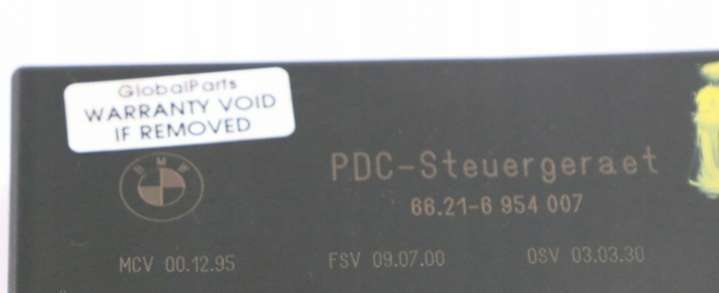 GlobalParts
WARRANTY VOID
IF REMOVED
BMW
PDC-Steuergeraet
66.21-6 954 007
MCV 00.12.95 FSV 09.07.00 OSV 03.03.30